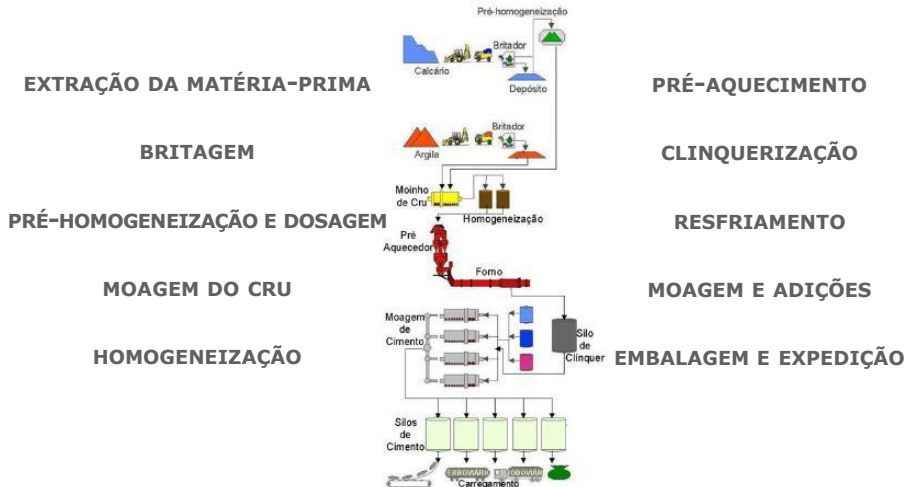 EXTRAÇÃO DA MATÉRIA-PRIMA
BRITAGEM
PRÉ-HOMOGENEIZAÇÃO E DOSAGEM
MOAGEM DO CRU
HOMOGENEIZAÇÃO
Pré-homogeneização
Britador
Calcário
Depósito
Britador
Argila
Moinho
de Cru
Homogeneização
Pré
Aquecedor
Forno
Moagem
de
Cimento
Silo
de
Clínquer
Silos
de
Cimento
FERROVIÁRIO
RODOVIÁR
Carregamento
PRÉ-AQUECIMENTO
CLINQUERIZAÇÃO
RESFRIAMENTO
MOAGEM E ADIÇÕES
EMBALAGEM E EXPEDIÇÃO